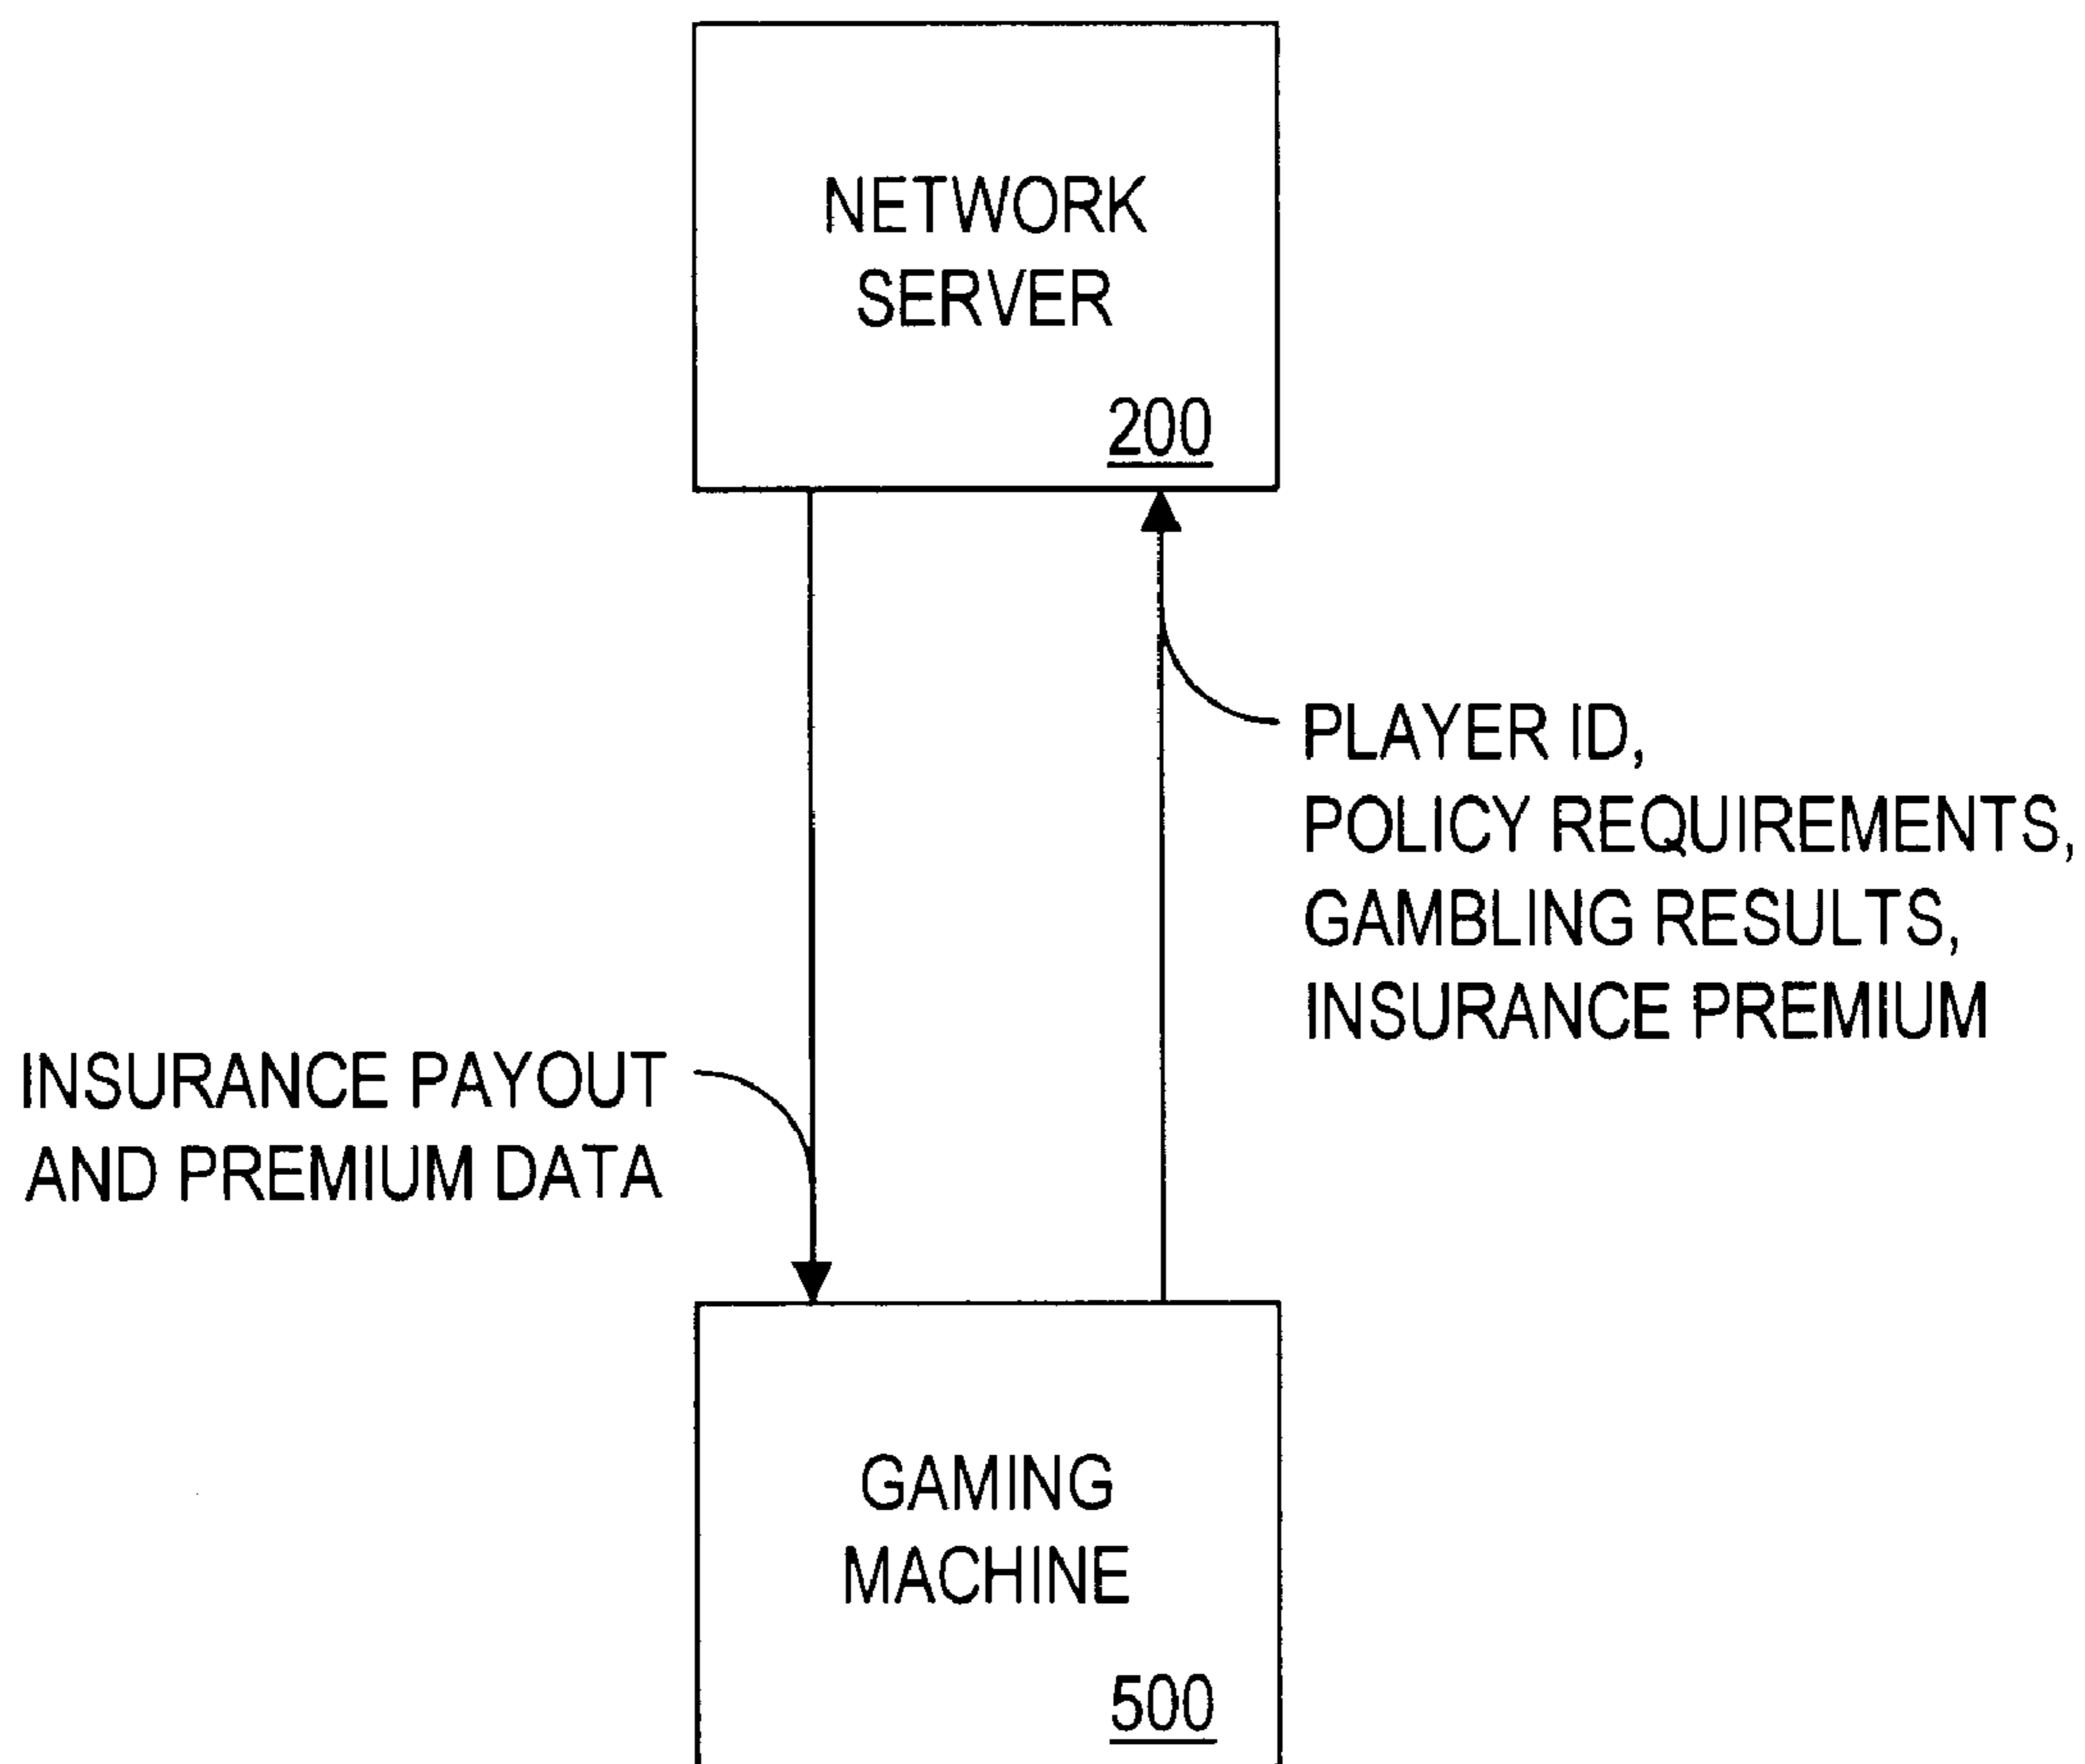 NETWORK
SERVER
200
PLAYER ID,
POLICY REQUIREMENTS,
GAMBLING RESULTS,
INSURANCE PREMIUM
INSURANCE PAYOUT
AND PREMIUM DATA
GAMING
MACHINE
500